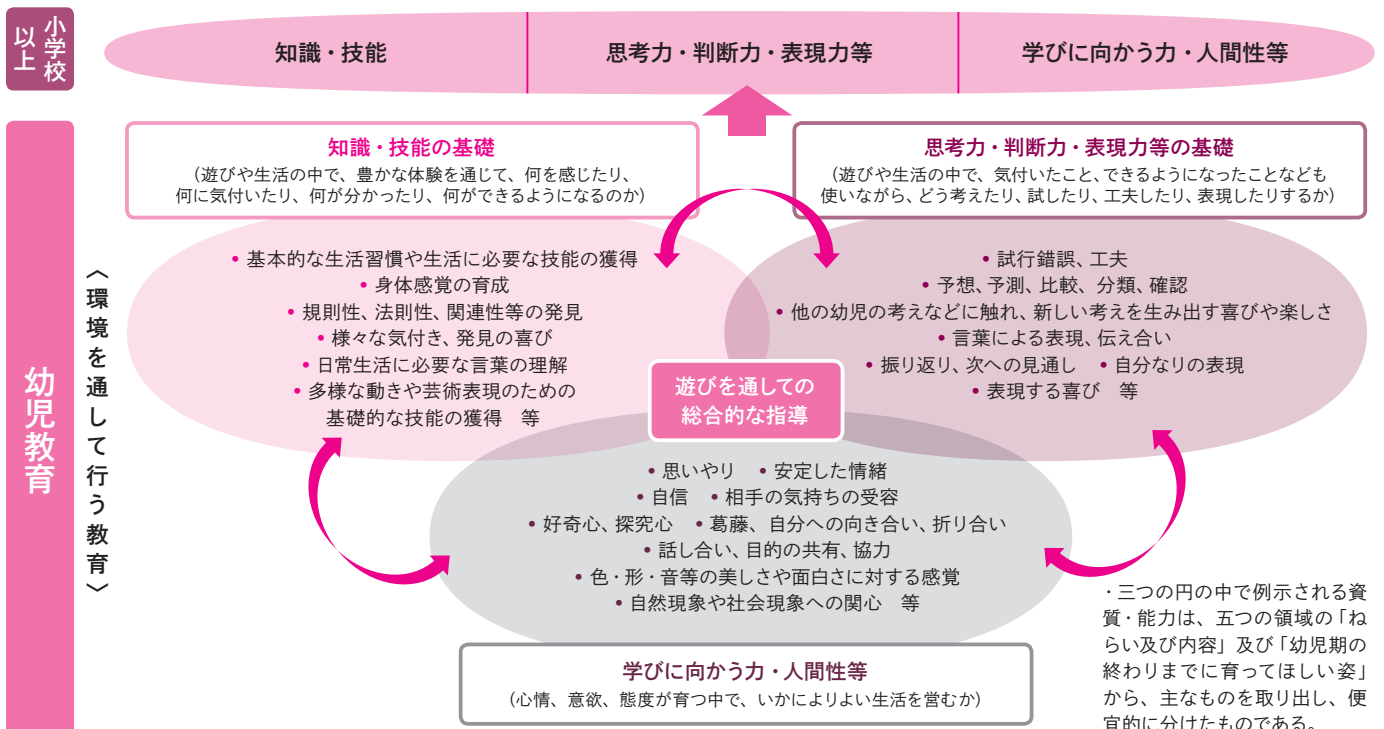 小学校
以上
知識・技能
思考力・判断力・表現力等
学びに向かう力・人間性等
幼児教育
〈環境を通して行う教育〉
知識・技能の基礎
(遊びや生活の中で、豊かな体験を通じて、何を感じたり、
何に気付いたり、何が分かったり、何ができるようになるのか)
思考力・判断力・表現力等の基礎
(遊びや生活の中で、気付いたこと、できるようになったことなども
使いながら、どう考えたり、試したり、工夫したり、表現したりするか)
• 基本的な生活習慣や生活に必要な技能の獲得
• 身体感覚の育成
• 規則性、法則性、関連性等の発見
• 様々な気付き、発見の喜び
• 日常生活に必要な言葉の理解
• 多様な動きや芸術表現のための
基礎的な技能の獲得　等
• 試行錯誤、工夫
• 予想、予測、比較、分類、確認
• 他の幼児の考えなどに触れ、新しい考えを生み出す喜びや楽しさ
• 言葉による表現、伝え合い
• 振り返り、次への見通し　• 自分なりの表現
• 表現する喜び　等
遊びを通しての
総合的な指導
• 思いやり　• 安定した情緒
• 自信　• 相手の気持ちの受容
• 好奇心、探究心　• 葛藤、自分への向き合い、折り合い
• 話し合い、目的の共有、協力
• 色・形・音等の美しさや面白さに対する感覚
• 自然現象や社会現象への関心　等
学びに向かう力・人間性等
(心情、意欲、態度が育つ中で、いかによりよい生活を営むか)
・三つの円の中で例示される資
質・能力は、五つの領域の「ね
らい及び内容」及び「幼児期の
終わりまでに育ってほしい姿」
から、主なものを取り出し、便
宜的に分けたものである。